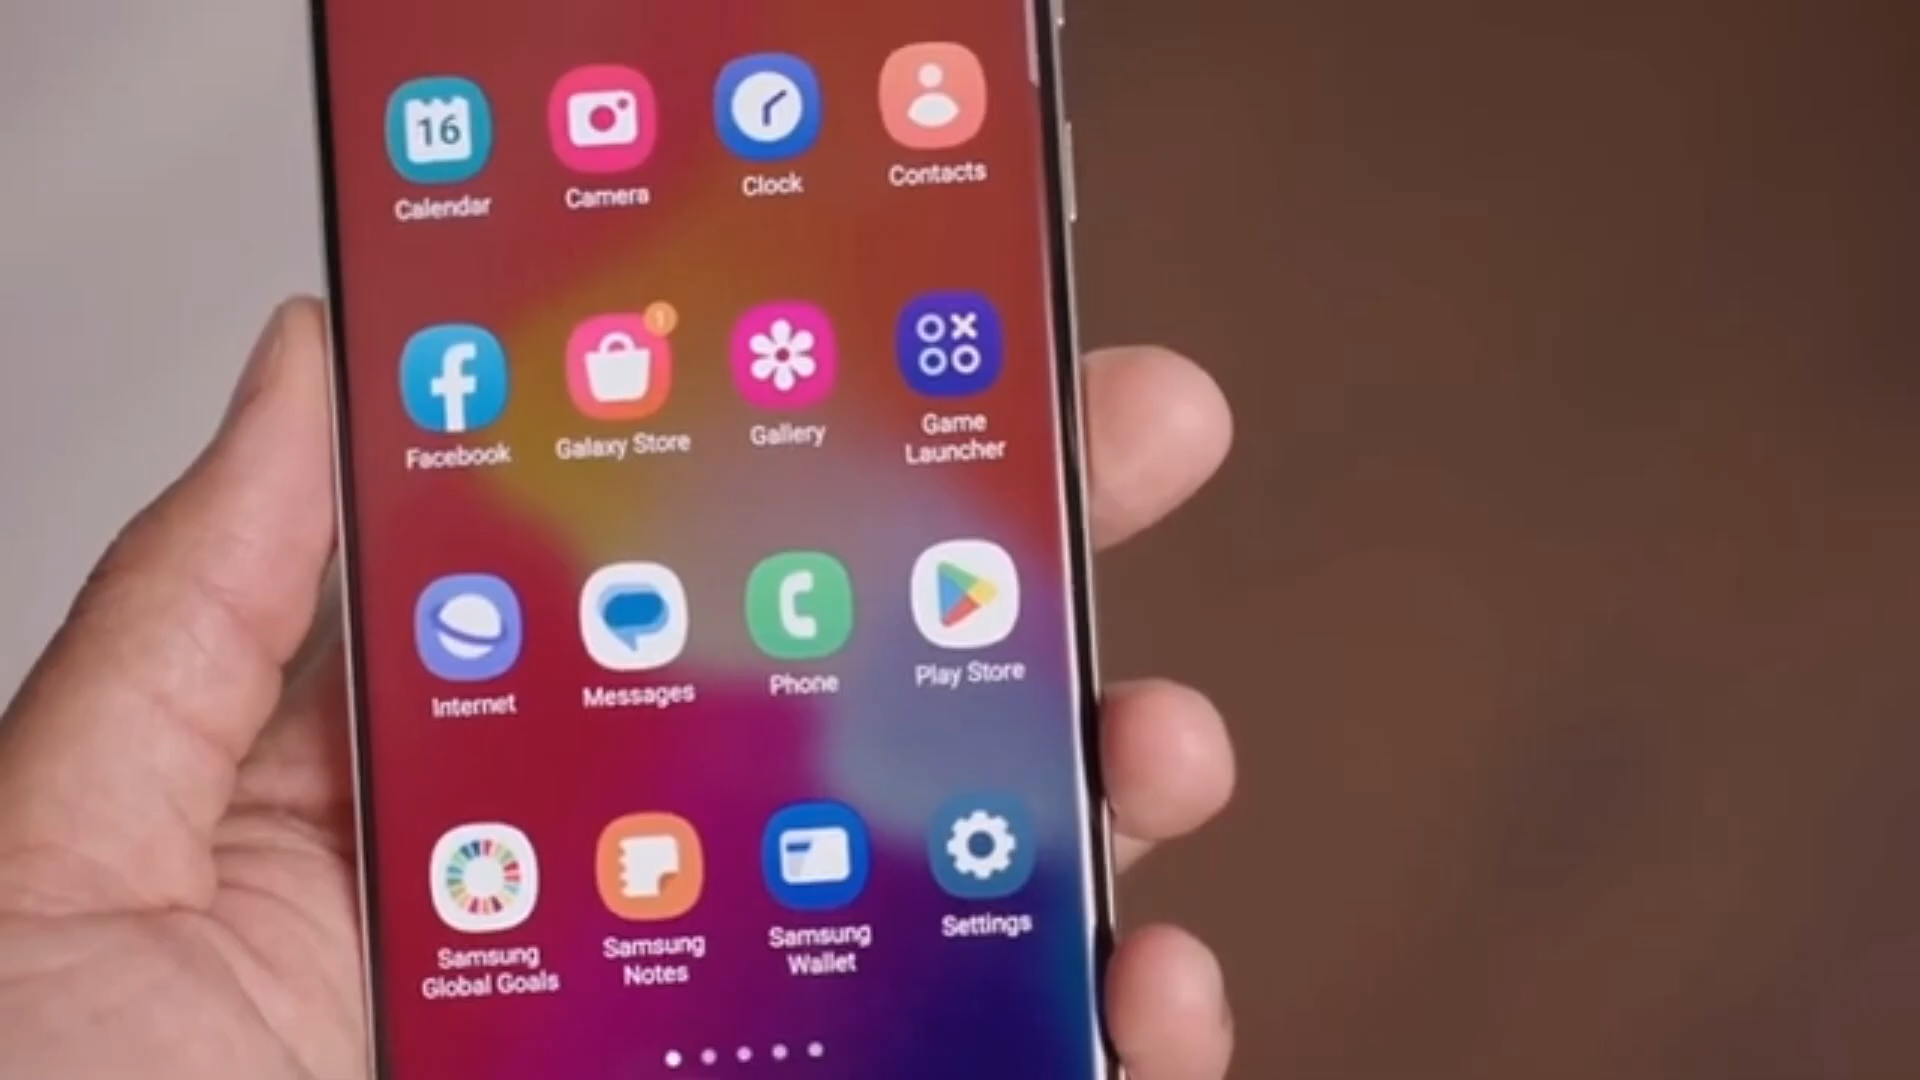 16
Calendar
Camera
Clock
Contacts
Facebook
1
Galaxy Store
Gallery
Game
Launcher
Internet
Messages
Phone
Play Store
Samsung
Global Goals
Samsung
Notes
Samsung
Wallet
Settings